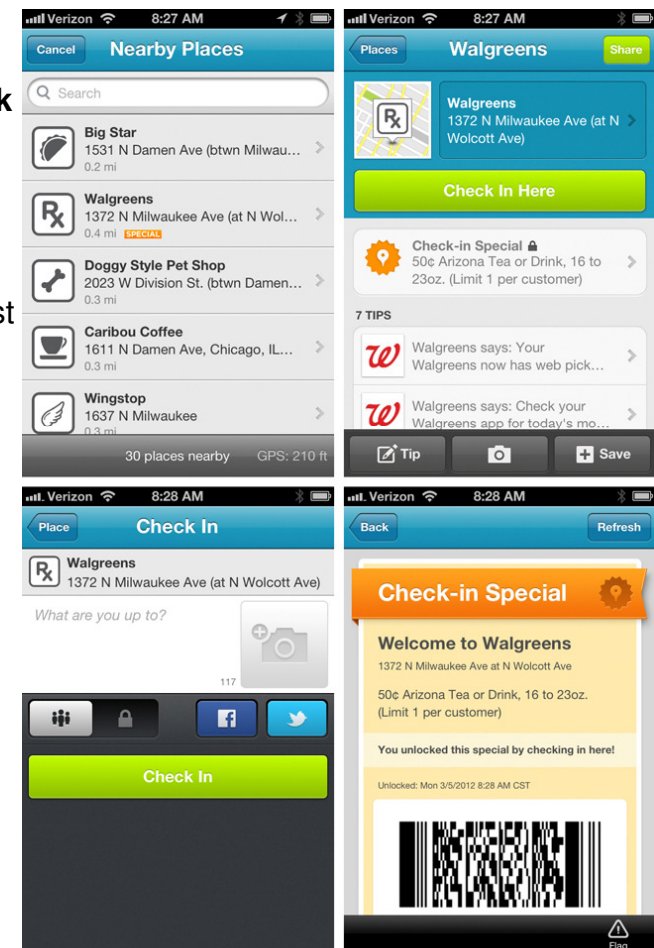 Verizon 8:27 AM
Cancel Nearby Places
k
Search
Big Star
1531 N Damen Ave (btwn Milwau...
0.2 mi
Walgreens
1372 N Milwaukee Ave (at N Wol...
0.4 mi SPECIAL
Doggy Style Pet Shop
2023 W Division St. (btwn Damen...
0.3 mi
st
Caribou Coffee
1611 N Damen Ave, Chicago, IL...
0.3 mi
Wingstop
1637 N Milwaukee
0.3 mi
30 places nearby GPS: 210 ft
Verizon 8:27 AM
Places Walgreens Share
Walgreens
1372 N Milwaukee Ave (at N
Wolcott Ave)
Check In Here
Check-in Special
50¢ Arizona Tea or Drink, 16 to
23oz. (Limit 1 per customer)
7 TIPS
Walgreens says: Your
Walgreens now has web pick...
Walgreens says: Check your
Walgreens app for today's mo...
Tip Save
Verizon 8:28 AM
Place Check In
Walgreens
1372 N Milwaukee Ave (at N Wolcott Ave)
What are you up to?
117
Check In
Verizon 8:28 AM
Back Refresh
Check-in Special
Welcome to Walgreens
1372 N Milwaukee Ave at N Wolcott Ave
50¢ Arizona Tea or Drink, 16 to 23oz.
(Limit 1 per customer)
You unlocked this special by checking in here!
Unlocked: Mon 3/5/2012 8:28 AM CST
Flag